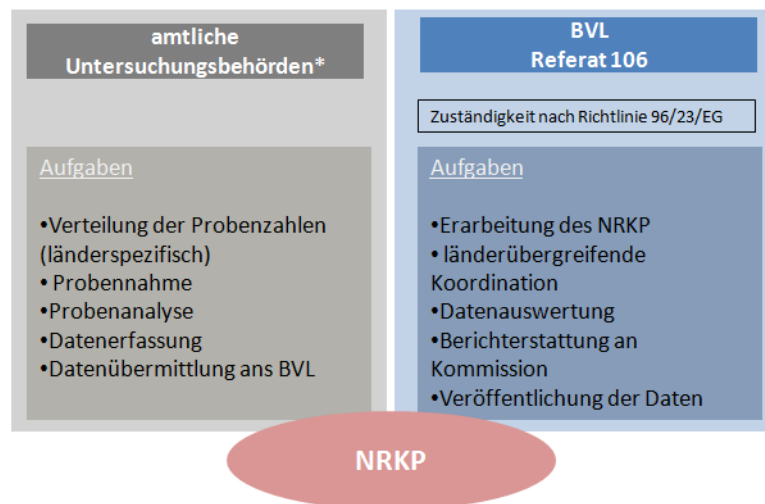 amtliche
Untersuchungsbehörden*
Aufgaben
•Verteilung der Probenzahlen
(länderspezifisch)
• Probennahme
•Probenanalyse
•Datenerfassung
•Datenübermittlung ans BVL
BVL
Referat 106
Zuständigkeit nach Richtlinie 96/23/EG
Aufgaben
•Erarbeitung des NRKP
• länderübergreifende
Koordination
•Datenauswertung
•Berichterstattung an
Kommission
•Veröffentlichung der Daten
NRKP